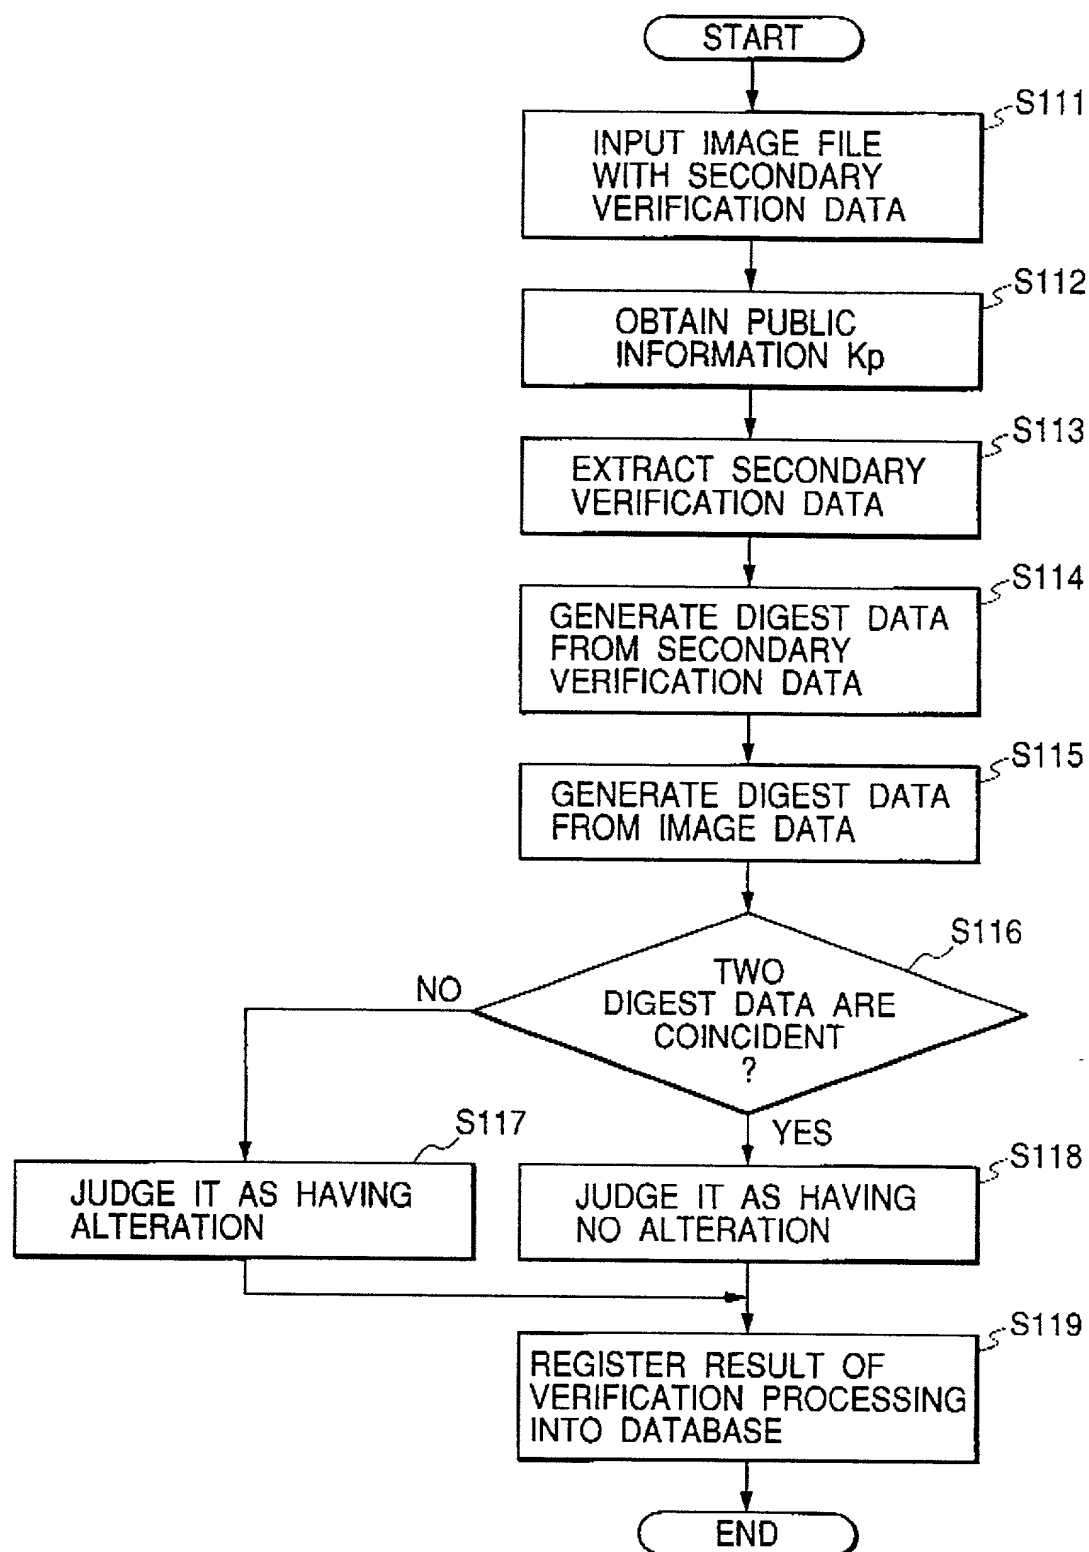 START
S111
INPUT IMAGE FILE
WITH SECONDARY
VERIFICATION DATA
S112
OBTAIN PUBLIC
INFORMATION Kp
S113
EXTRACT SECONDARY
VERIFICATION DATA
S114
GENERATE DIGEST DATA
FROM SECONDARY
VERIFICATION DATA
S115
GENERATE DIGEST DATA
FROM IMAGE DATA
S116
TWO
DIGEST DATA ARE
COINCIDENT
?
NO
YES
S117
JUDGE IT AS HAVING
ALTERATION
S118
JUDGE IT AS HAVING
NO ALTERATION
S119
REGISTER RESULT OF
VERIFICATION PROCESSING
INTO DATABASE
END